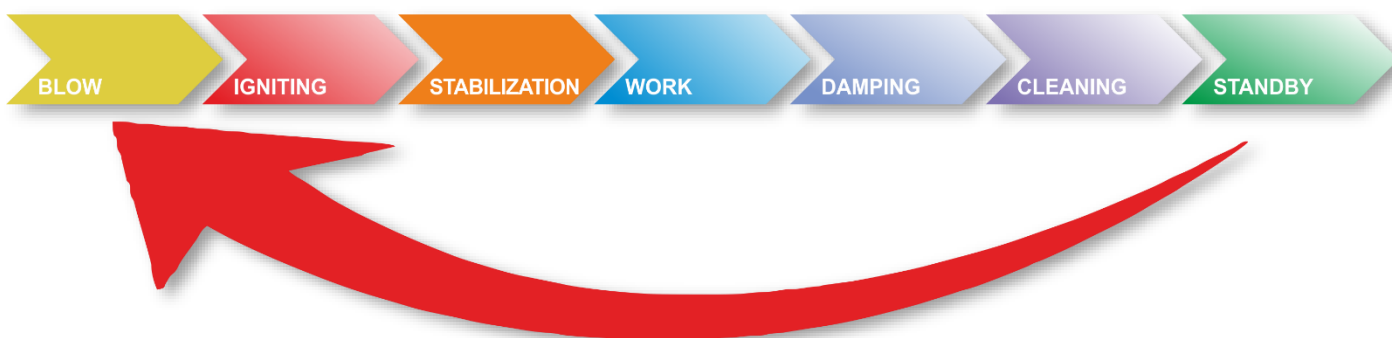 BLOW
IGNITING
STABILIZATION
WORK
DAMPING
CLEANING
STANDBY